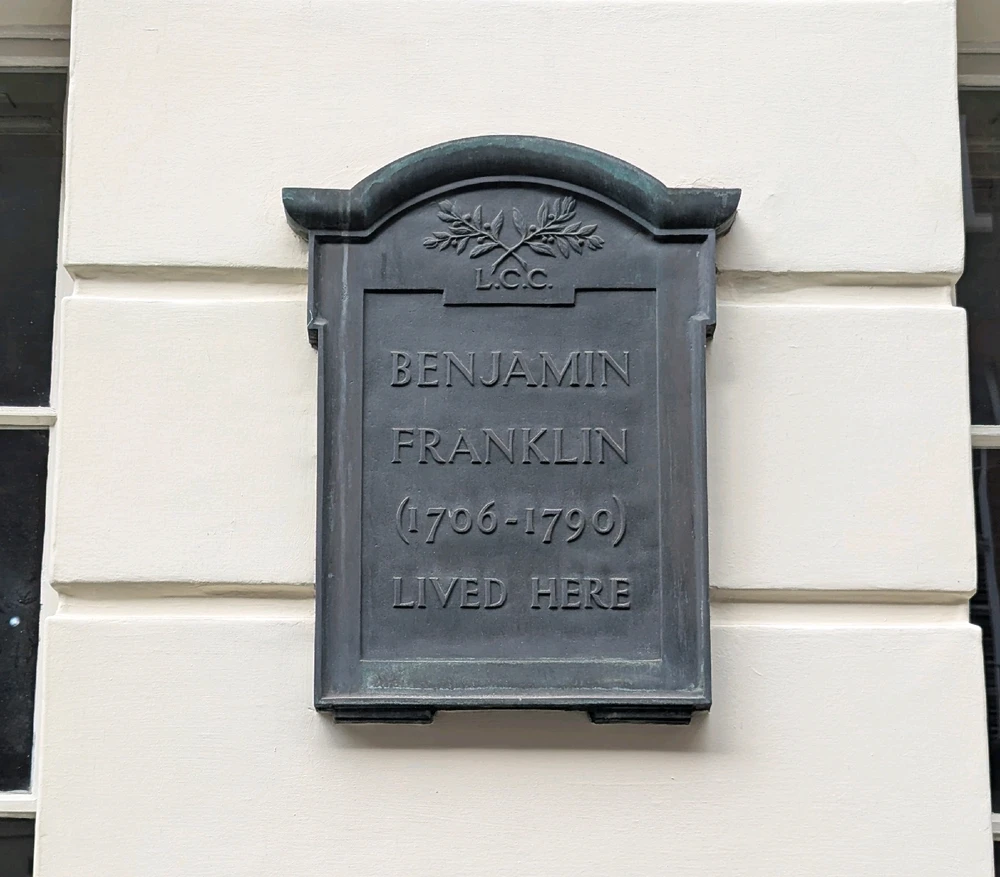 L.C.C.
BENJAMIN
FRANKLIN
(1706-1790)
LIVED HERE